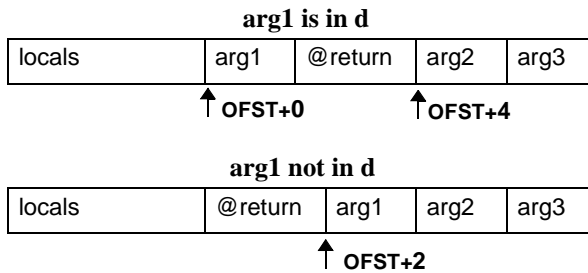 arg1 is in d
locals arg1 @return arg2 arg3
OFST+0 OFST+4
arg1 not in d
locals @return arg1 arg2 arg3
OFST+2